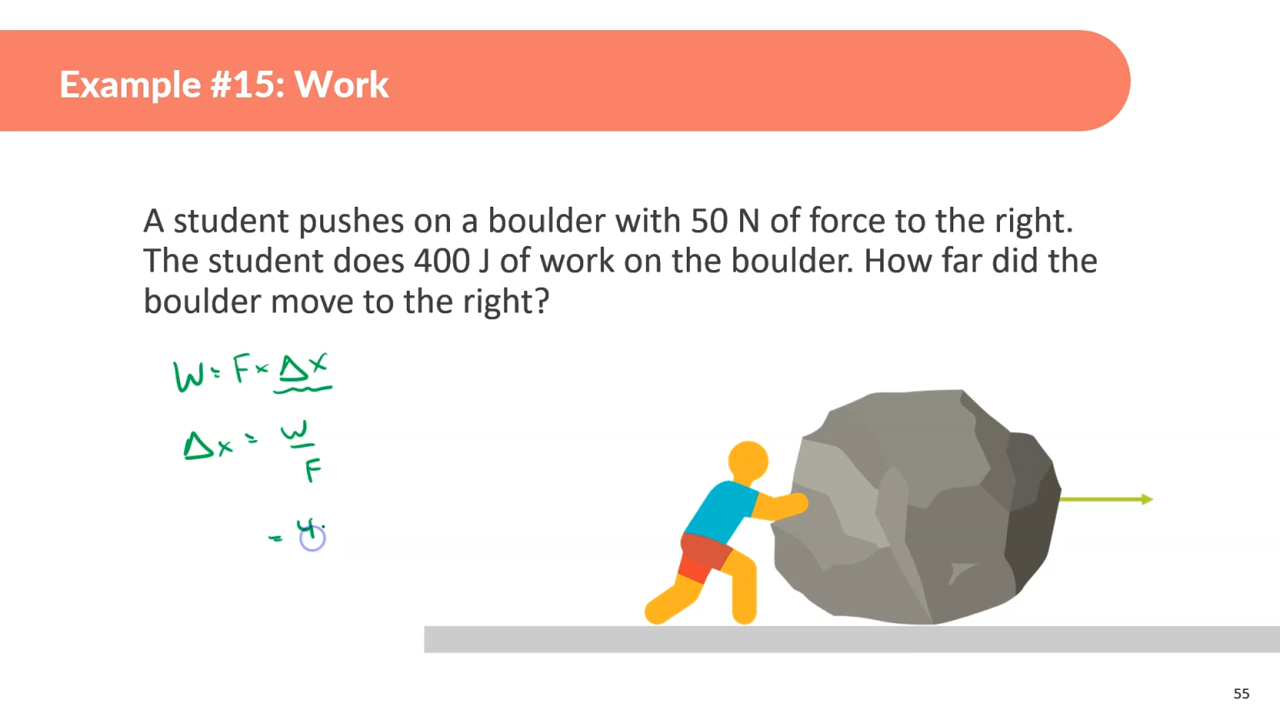 Example #15: Work
A student pushes on a boulder with 50 N of force to the right.
The student does 400 J of work on the boulder. How far did the
boulder move to the right?
W = F × Δx
Δx = W
F
= 4
55